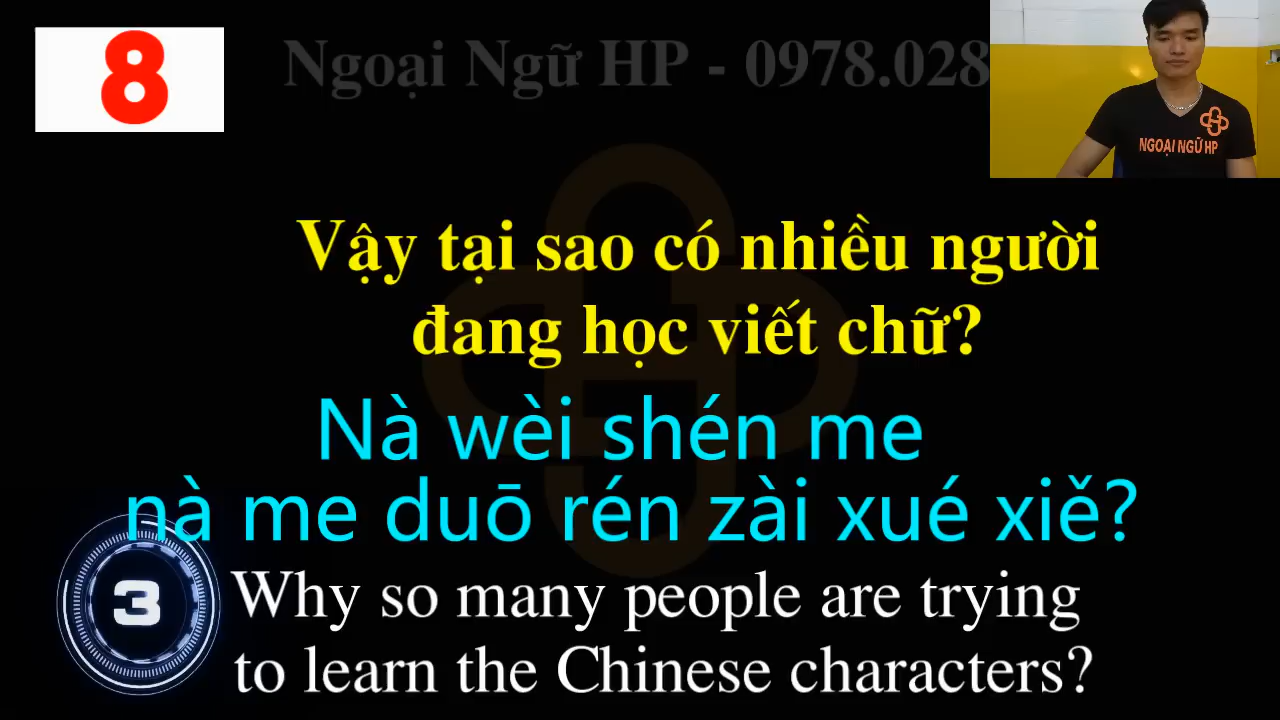 8
Ngoại Ngữ HP - 0978.028
NGOẠI NGỮ HP
Vậy tại sao có nhiều người
đang học viết chữ?
Nà wèi shén me
nà me duō rén zài xué xiě?
3
Why so many people are trying
to learn the Chinese characters?